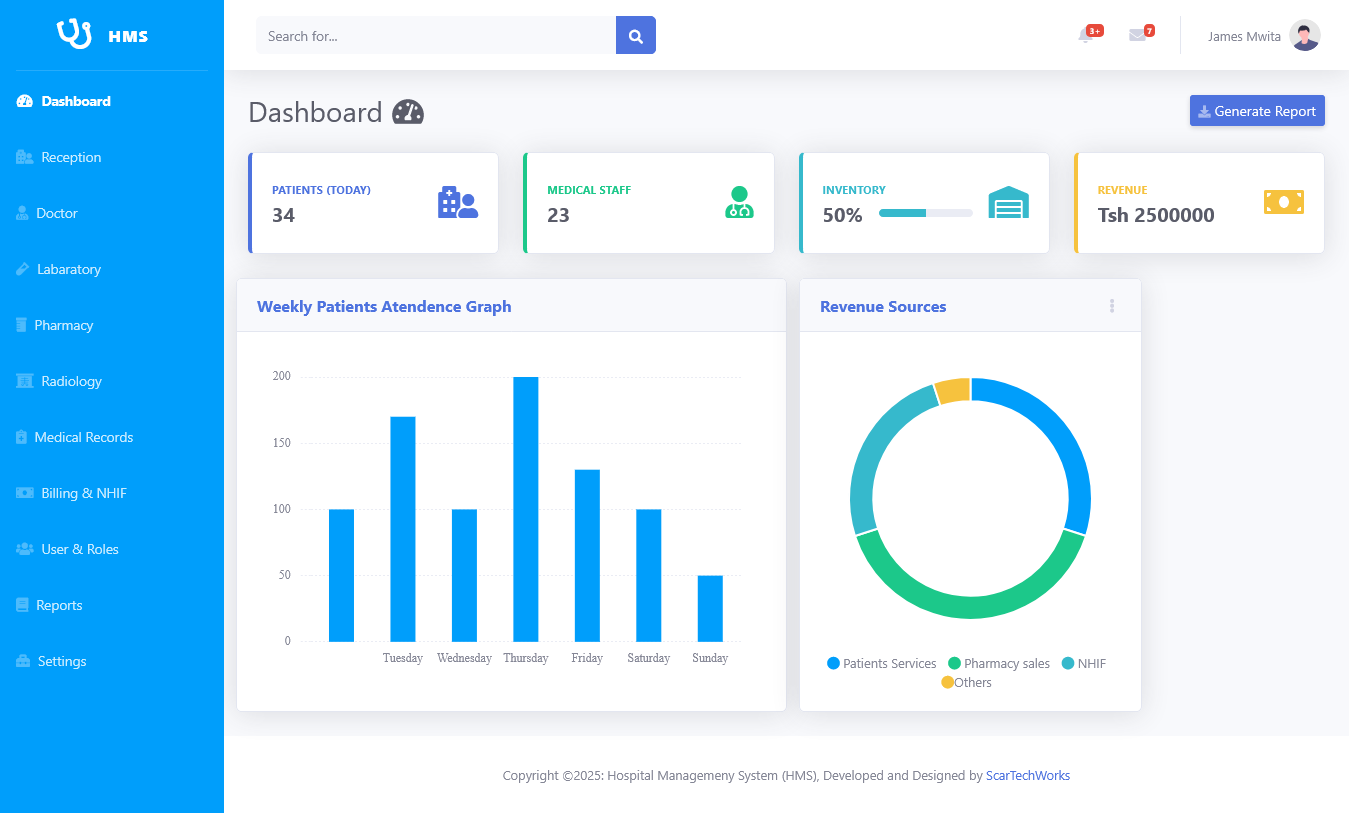 HMS
Search for...
3+
7
James Mwita
Dashboard
Reception
Doctor
Labaratory
Pharmacy
Radiology
Medical Records
Billing & NHIF
User & Roles
Reports
Settings
Dashboard
Generate Report
PATIENTS (TODAY)
34
MEDICAL STAFF
23
INVENTORY
50%
REVENUE
Tsh 2500000
Weekly Patients Atendence Graph
200
150
100
50
0
Tuesday Wednesday Thursday Friday Saturday Sunday
Revenue Sources
Patients Services Pharmacy sales NHIF
Others
Copyright ©2025: Hospital Managemeny System (HMS), Developed and Designed by ScarTechWorks